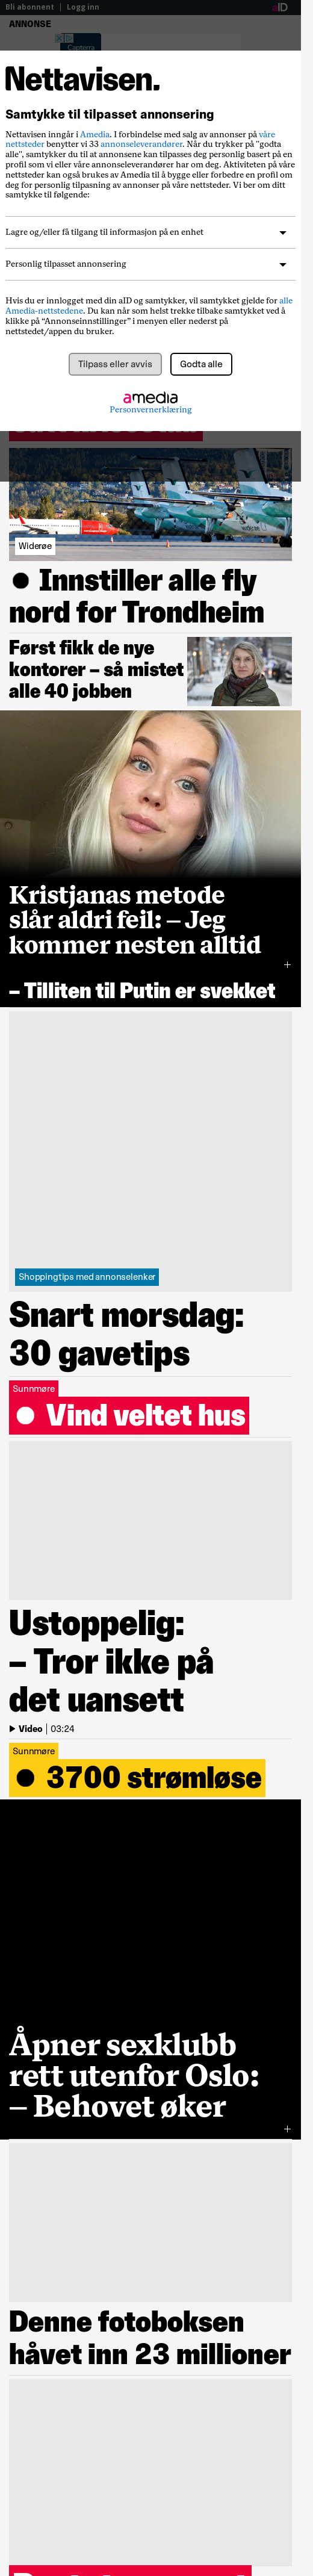 Bli abonnent | Logg inn
aID
ANNONSE
Capterra
Nettavisen.
Samtykke til tilpasset annonsering
Nettavisen inngår i Amedia. I forbindelse med salg av annonser på våre
nettsteder benytter vi 33 annonseleverandører. Når du trykker på "godta
alle", samtykker du til at annonsene kan tilpasses deg personlig basert på en
profil som vi eller våre annonseleverandører har om deg. Aktiviteten på våre
nettsteder kan også brukes av Amedia til å bygge eller forbedre en profil om
deg for personlig tilpasning av annonser på våre nettsteder. Vi ber om ditt
samtykke til følgende:
Lagre og/eller få tilgang til informasjon på en enhet
Personlig tilpasset annonsering
Hvis du er innlogget med din aID og samtykker, vil samtykket gjelde for alle
Amedia-nettstedene. Du kan når som helst trekke tilbake samtykket ved å
klikke på “Annonseinnstillinger” i menyen eller nederst på
nettstedet/appen du bruker.
Tilpass eller avvis
Godta alle
amedia
Personvernerklæring
Widerøe
Innstiller alle fly
nord for Trondheim
Først fikk de nye
kontorer – så mistet
alle 40 jobben
Kristjanas metode
slår aldri feil: – Jeg
kommer nesten alltid
– Tilliten til Putin er svekket
Shoppingtips med annonselenker
Snart morsdag:
30 gavetips
Sunnmøre
Vind veltet hus
Ustoppelig:
– Tror ikke på
det uansett
Video | 03:24
Sunnmøre
3700 strømløse
Åpner sexklubb
rett utenfor Oslo:
– Behovet øker
Denne fotoboksen
håvet inn 23 millioner